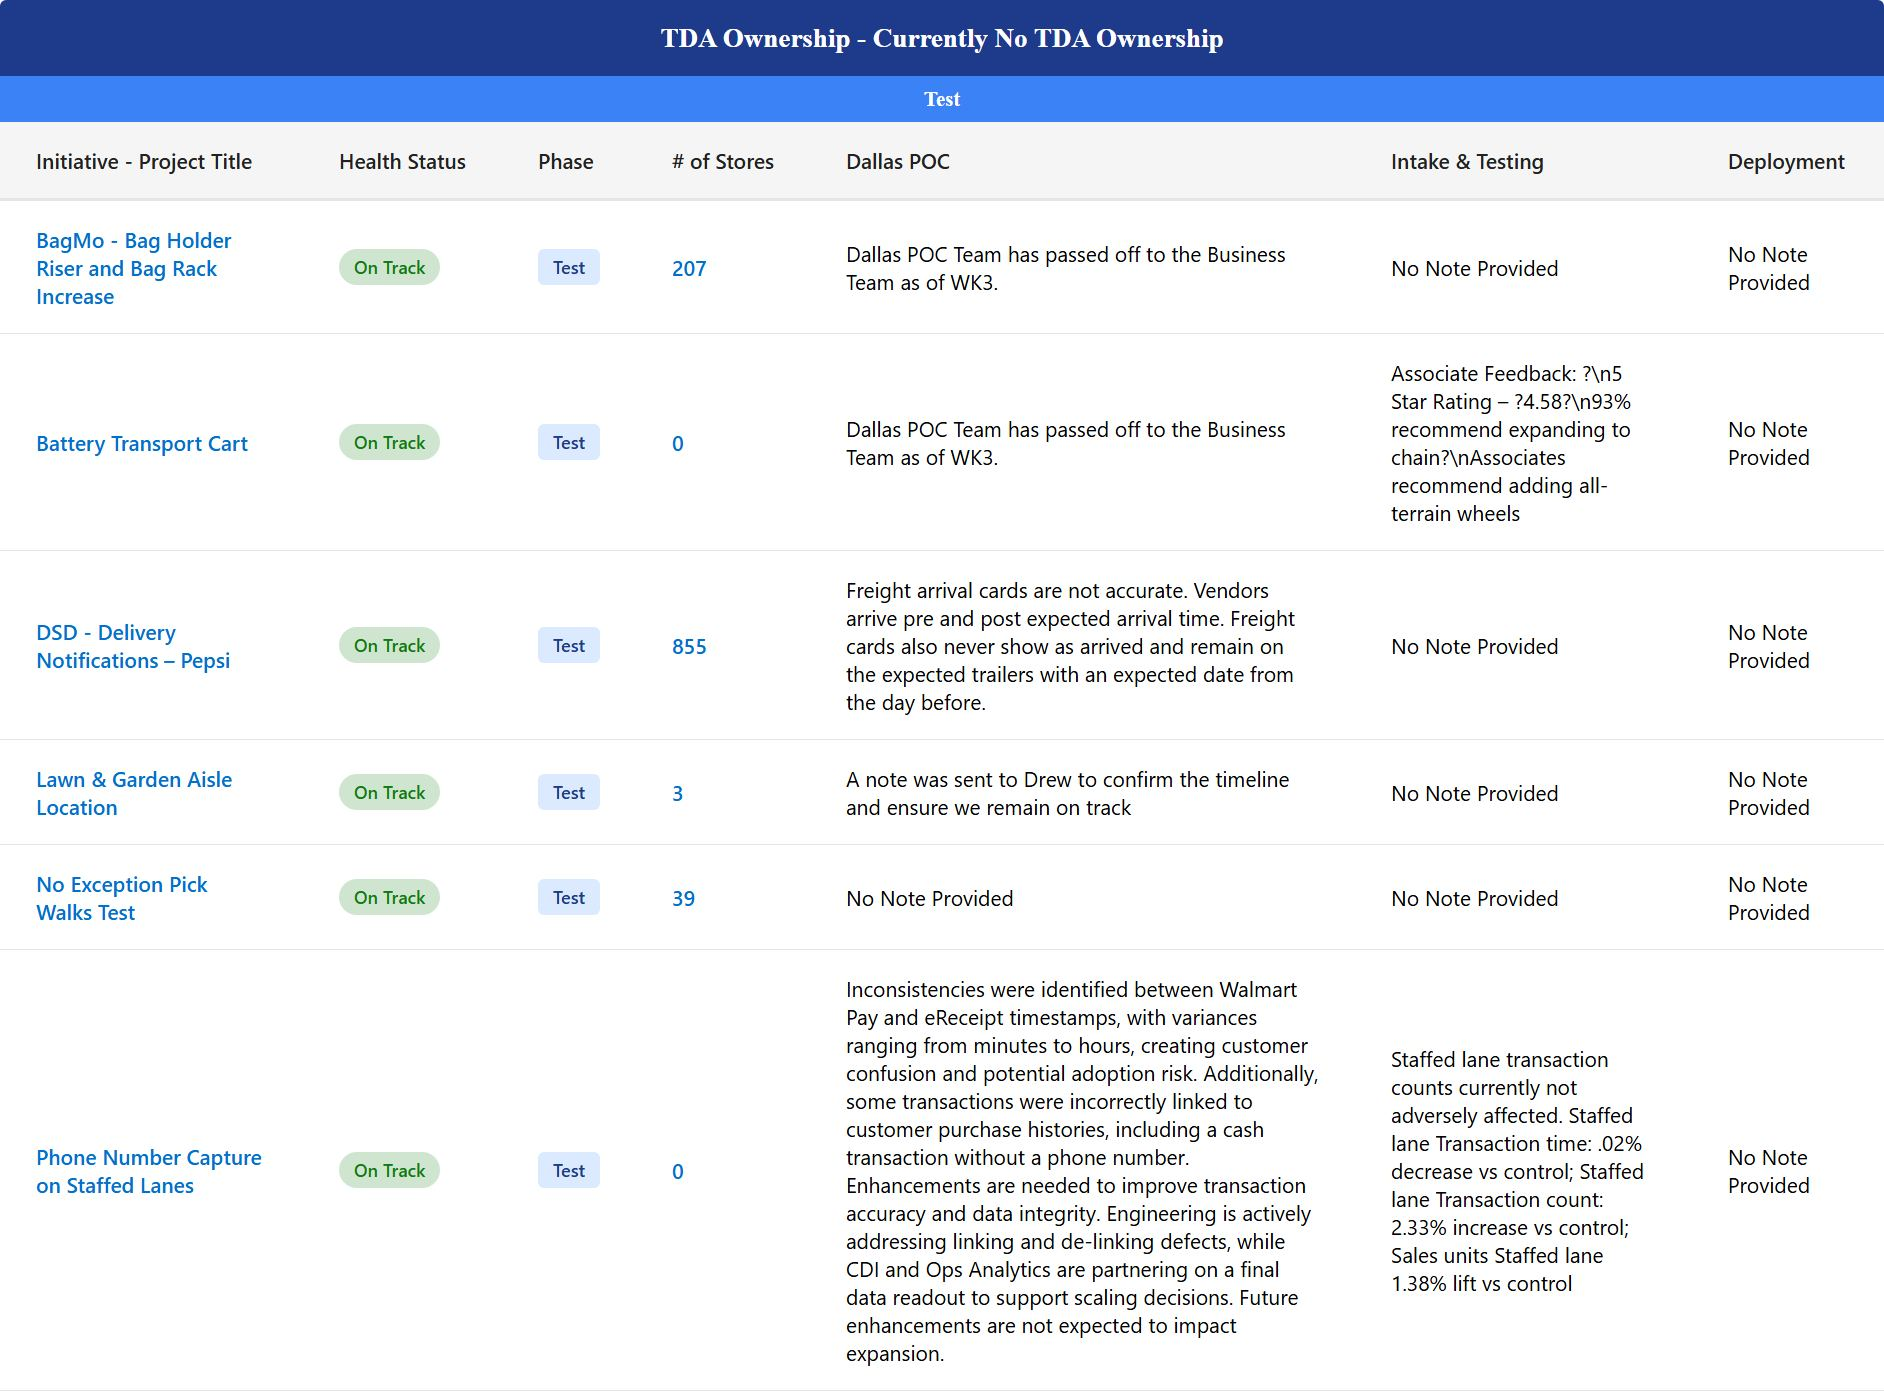 TDA Ownership - Currently No TDA Ownership
Test
Initiative - Project Title
Health Status
Phase
# of Stores
Dallas POC
Intake & Testing
Deployment
BagMo - Bag Holder
Riser and Bag Rack
Increase
On Track
Test
207
Dallas POC Team has passed off to the Business
Team as of WK3.
No Note Provided
No Note
Provided
Battery Transport Cart
On Track
Test
0
Dallas POC Team has passed off to the Business
Team as of WK3.
Associate Feedback: ?\n5
Star Rating – ?4.58?\n93%
recommend expanding to
chain?\nAssociates
recommend adding all-
terrain wheels
No Note
Provided
DSD - Delivery
Notifications – Pepsi
On Track
Test
855
Freight arrival cards are not accurate. Vendors
arrive pre and post expected arrival time. Freight
cards also never show as arrived and remain on
the expected trailers with an expected date from
the day before.
No Note Provided
No Note
Provided
Lawn & Garden Aisle
Location
On Track
Test
3
A note was sent to Drew to confirm the timeline
and ensure we remain on track
No Note Provided
No Note
Provided
No Exception Pick
Walks Test
On Track
Test
39
No Note Provided
No Note Provided
No Note
Provided
Phone Number Capture
on Staffed Lanes
On Track
Test
0
Inconsistencies were identified between Walmart
Pay and eReceipt timestamps, with variances
ranging from minutes to hours, creating customer
confusion and potential adoption risk. Additionally,
some transactions were incorrectly linked to
customer purchase histories, including a cash
transaction without a phone number.
Enhancements are needed to improve transaction
accuracy and data integrity. Engineering is actively
addressing linking and de-linking defects, while
CDI and Ops Analytics are partnering on a final
data readout to support scaling decisions. Future
enhancements are not expected to impact
expansion.
Staffed lane transaction
counts currently not
adversely affected. Staffed
lane Transaction time: .02%
decrease vs control; Staffed
lane Transaction count:
2.33% increase vs control;
Sales units Staffed lane
1.38% lift vs control
No Note
Provided